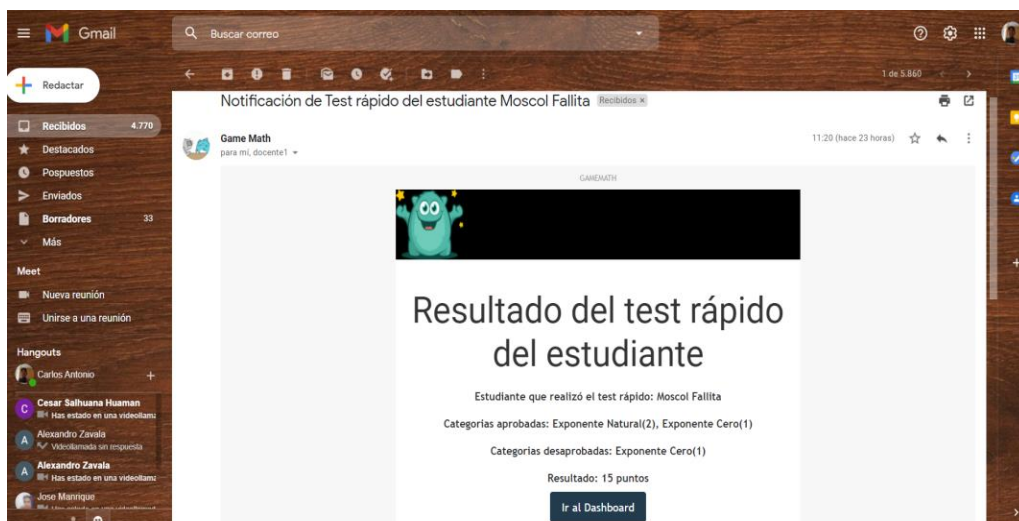 Gmail
Buscar correo
Redactar
1 de 5.860
Notificación de Test rápido del estudiante Moscol Fallita Recibidos ×
Recibidos 4.770
Destacados
Pospuestos
Enviados
Borradores 33
Más
Meet
Nueva reunión
Unirse a una reunión
Hangouts
Carlos Antonio
C
Cesar Salhuana Huaman
Has estado en una videollama
A
Alexandro Zavala
Videollamada sin respuesta
A
Alexandro Zavala
Has estado en una videollama
Jose Manrique
Game Math
11:20 (hace 23 horas)
para mí, docente1
GAMEMATH
Resultado del test rápido
del estudiante
Estudiante que realizó el test rápido: Moscol Fallita
Categorias aprobadas: Exponente Natural(2), Exponente Cero(1)
Categorias desaprobadas: Exponente Cero(1)
Resultado: 15 puntos
Ir al Dashboard